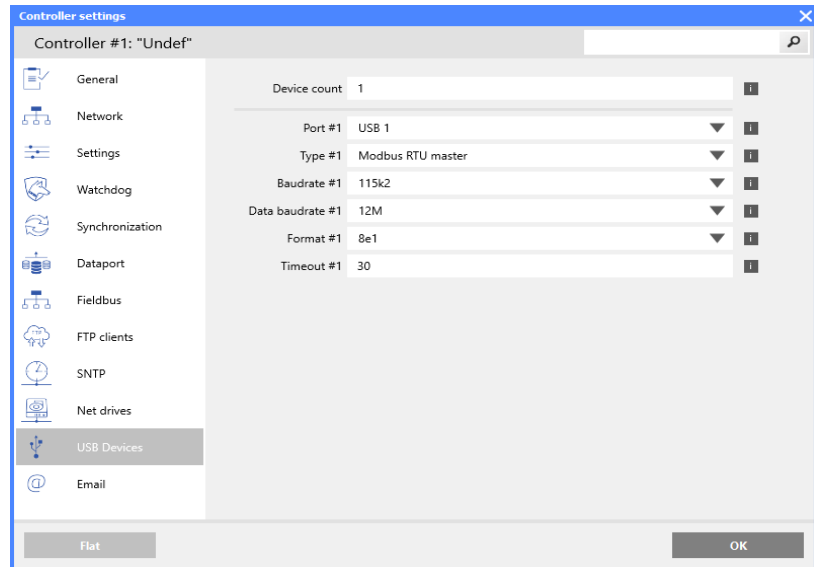 Controller settings
Controller #1: "Undef"
General
Network
Settings
Watchdog
Synchronization
Dataport
Fieldbus
FTP clients
SNTP
Net drives
USB Devices
Email
Device count 1
Port #1 USB 1
Type #1 Modbus RTU master
Baudrate #1 115k2
Data baudrate #1 12M
Format #1 8e1
Timeout #1 30
Flat
OK